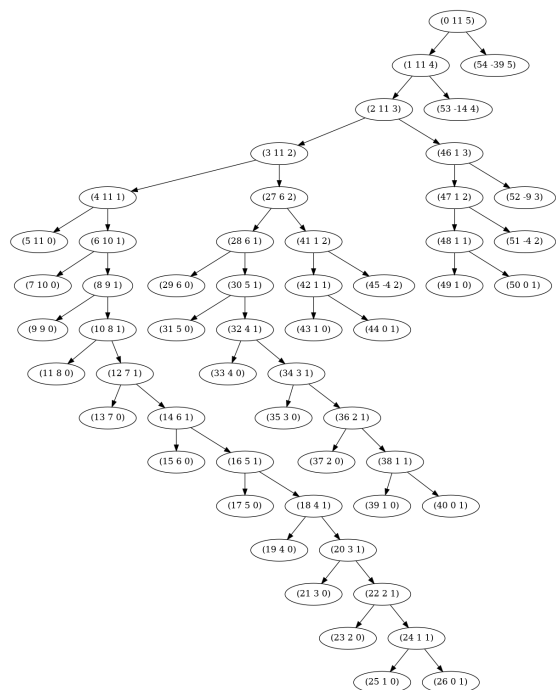 (0 11 5)
(1 11 4) (54 -39 5)
(2 11 3) (53 -14 4)
(3 11 2) (46 1 3)
(4 11 1) (27 6 2) (47 1 2) (52 -9 3)
(5 11 0) (6 10 1) (28 6 1) (41 1 2) (48 1 1) (51 -4 2)
(7 10 0) (8 9 1) (29 6 0) (30 5 1) (42 1 1) (45 -4 2) (49 1 0) (50 0 1)
(9 9 0) (10 8 1) (31 5 0) (32 4 1) (43 1 0) (44 0 1)
(11 8 0) (12 7 1) (33 4 0) (34 3 1)
(13 7 0) (14 6 1) (35 3 0) (36 2 1)
(15 6 0) (16 5 1) (37 2 0) (38 1 1)
(17 5 0) (18 4 1) (39 1 0) (40 0 1)
(19 4 0) (20 3 1)
(21 3 0) (22 2 1)
(23 2 0) (24 1 1)
(25 1 0) (26 0 1)